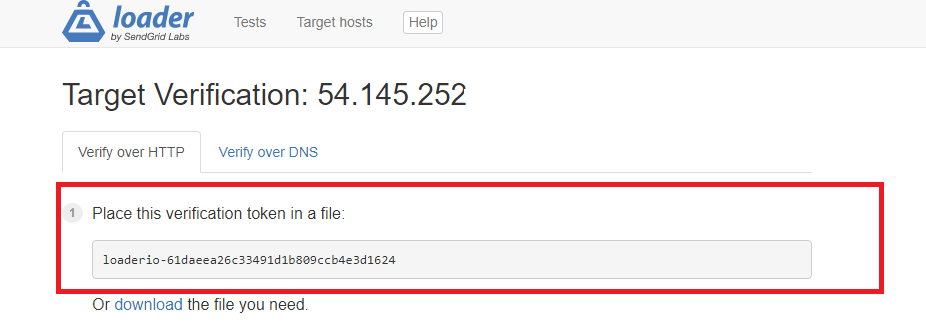 loader
by SendGrid Labs
Tests
Target hosts
Help
Target Verification: 54.145.252
Verify over HTTP
Verify over DNS
1
Place this verification token in a file:
loaderio-61daeea26c33491d1b809ccb4e3d1624
Or download the file you need.